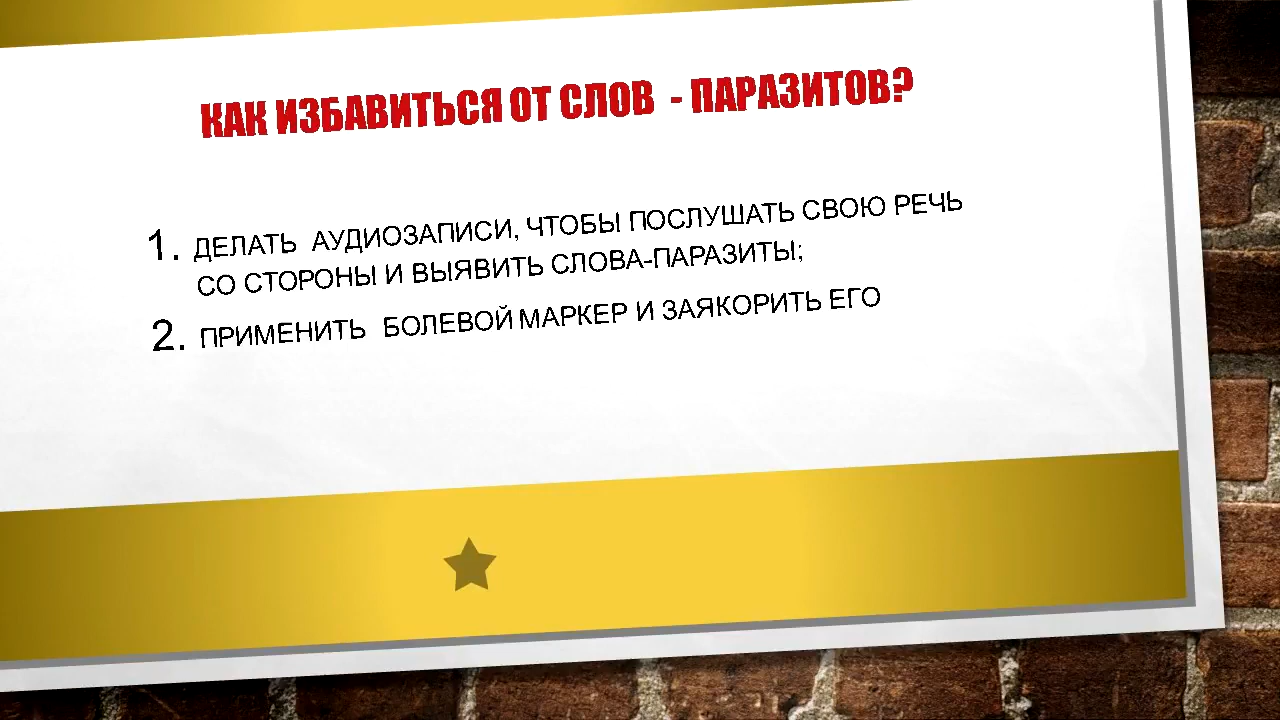 КАК ИЗБАВИТЬСЯ ОТ СЛОВ - ПАРАЗИТОВ?
1. ДЕЛАТЬ АУДИОЗАПИСИ, ЧТОБЫ ПОСЛУШАТЬ СВОЮ РЕЧЬ
СО СТОРОНЫ И ВЫЯВИТЬ СЛОВА-ПАРАЗИТЫ;
2. ПРИМЕНИТЬ БОЛЕВОЙ МАРКЕР И ЗАЯКОРИТЬ ЕГО